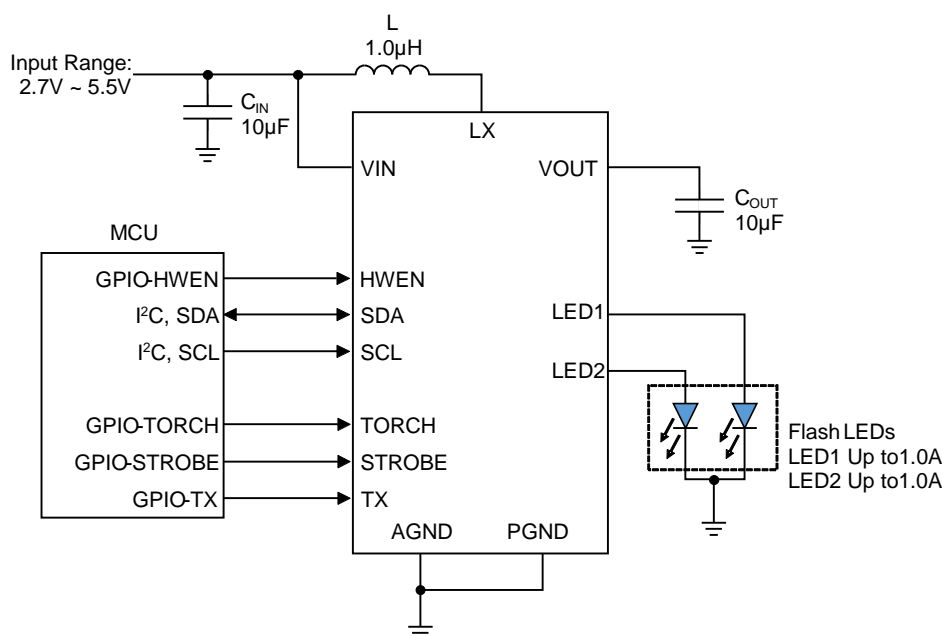 L
1.0µH
Input Range:
2.7V ~ 5.5V
CIN
10µF
LX
VIN
VOUT
COUT
10µF
MCU
GPIO-HWEN
HWEN
I²C, SDA
SDA
I²C, SCL
SCL
LED1
LED2
GPIO-TORCH
TORCH
GPIO-STROBE
STROBE
GPIO-TX
TX
Flash LEDs
LED1 Up to1.0A
LED2 Up to1.0A
AGND
PGND